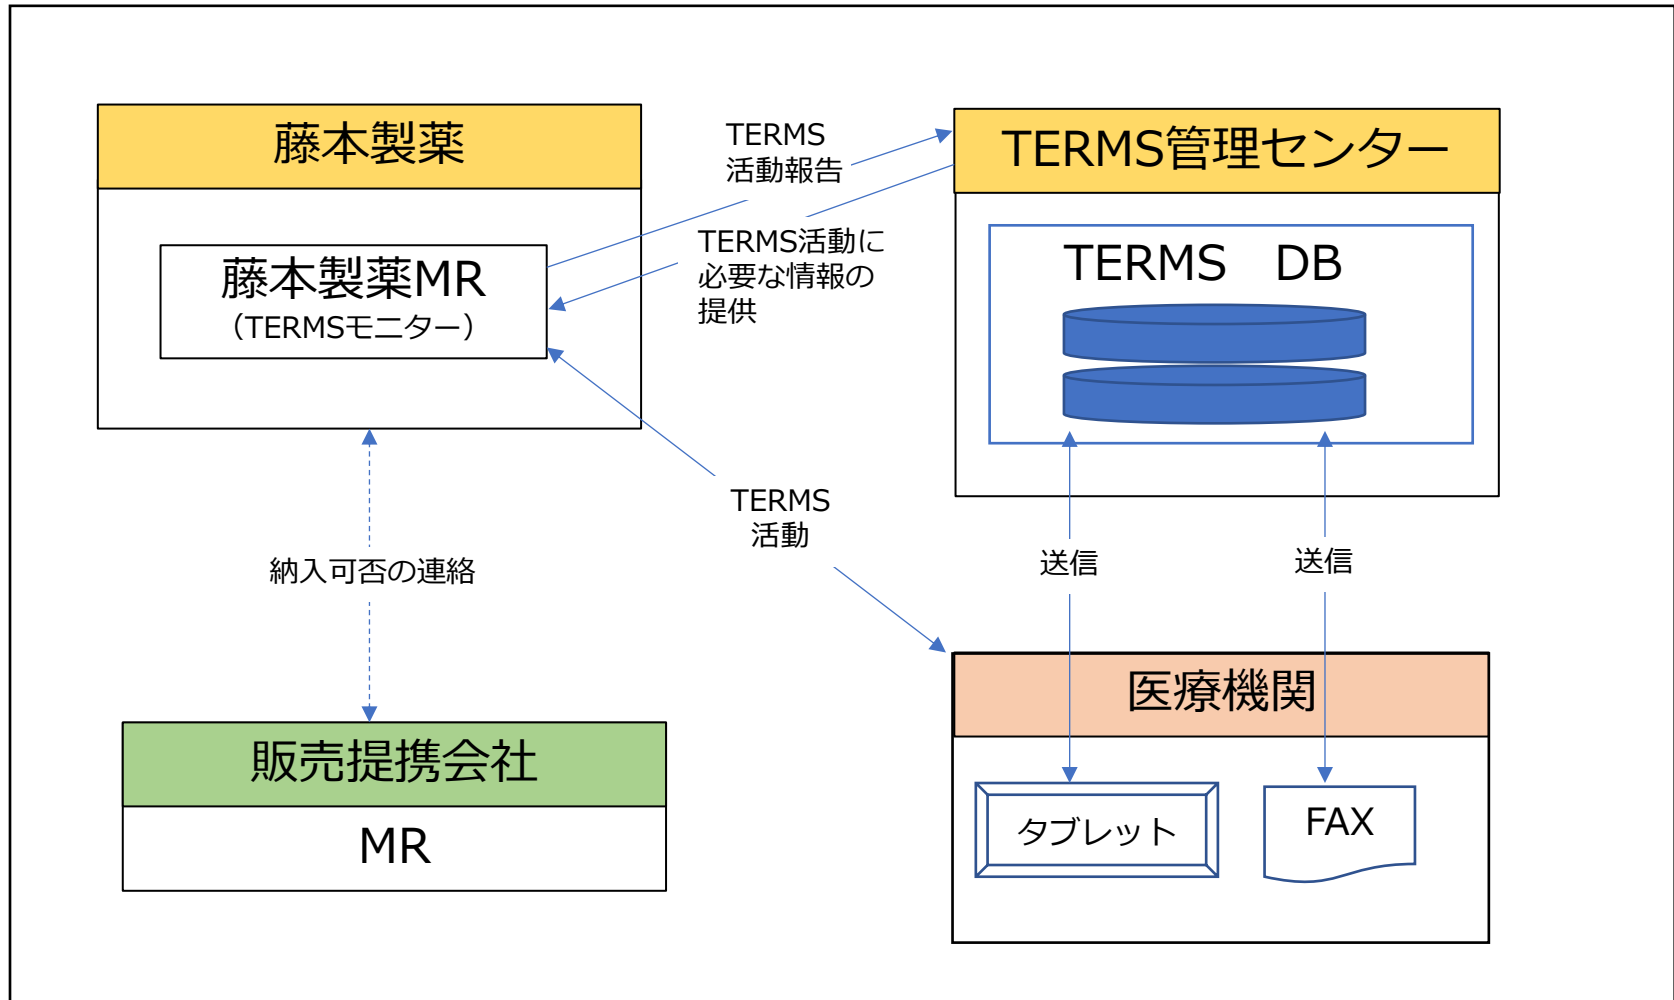 藤本製薬
藤本製薬MR
（TERMSモニター）
TERMS
活動報告
TERMS活動に
必要な情報の
提供
TERMS管理センター
TERMS　DB
TERMS
活動
納入可否の連絡
送信
送信
販売提携会社
MR
医療機関
タブレット
FAX